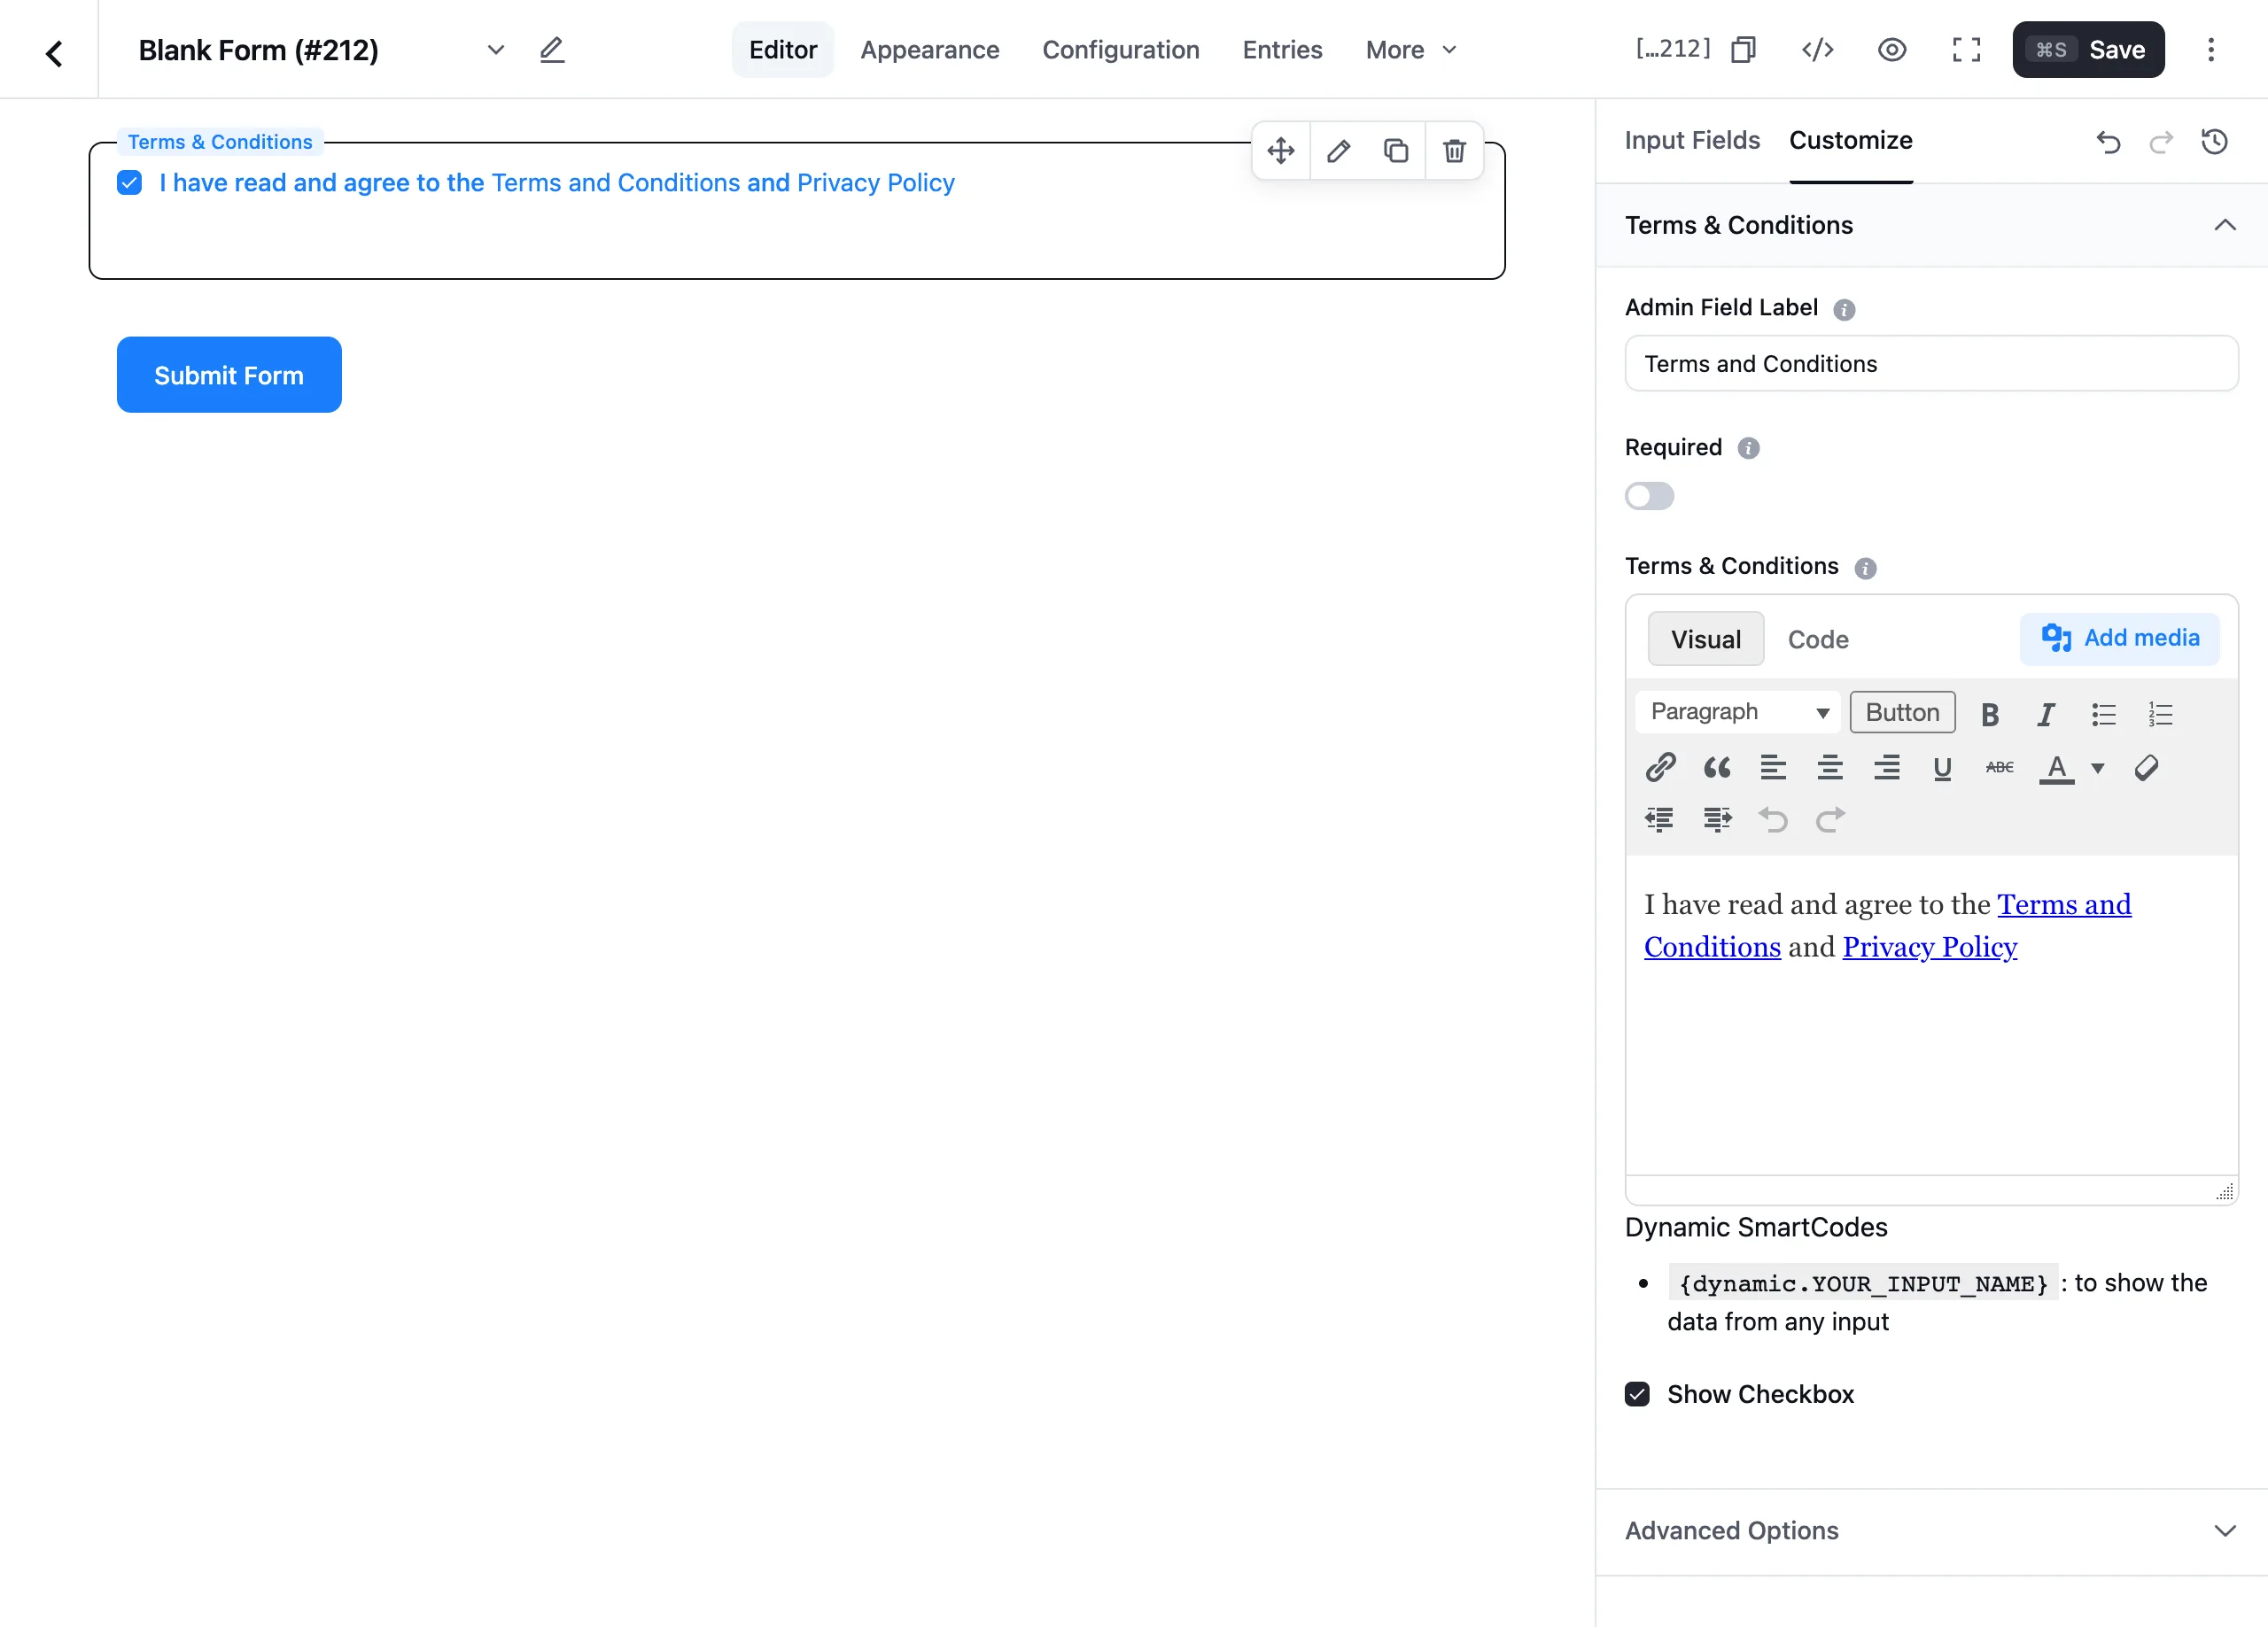 Blank Form (#212)
Editor
Appearance
Configuration
Entries
More
[...212]
⌘S Save
Terms & Conditions
I have read and agree to the Terms and Conditions and Privacy Policy
Submit Form
Input Fields
Customize
Terms & Conditions
Admin Field Label
Terms and Conditions
Required
Terms & Conditions
Visual
Code
Add media
Paragraph
Button
B
I
U
ABC
A
I have read and agree to the Terms and
Conditions and Privacy Policy
Dynamic SmartCodes
{dynamic.YOUR_INPUT_NAME} : to show the
data from any input
Show Checkbox
Advanced Options